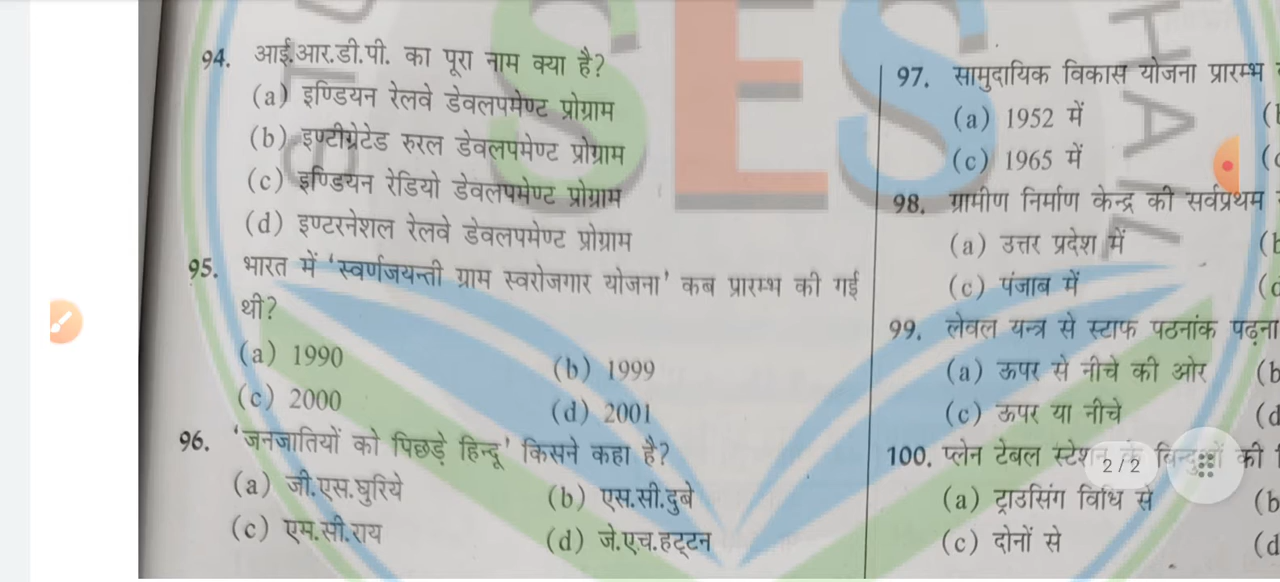 94. आई.आर.डी.पी. का पूरा नाम क्या है?
(a) इण्डियन रेलवे डेवलपमेण्ट प्रोग्राम
(b) इण्टीग्रेटेड रुरल डेवलपमेण्ट प्रोग्राम
(c) इण्डियन रेडियो डेवलपमेण्ट प्रोग्राम
(d) इण्टरनेशल रेलवे डेवलपमेण्ट प्रोग्राम
95. भारत में 'स्वर्णजयन्ती ग्राम स्वरोजगार योजना' कब प्रारम्भ की गई
थी?
(a) 1990
(b) 1999
(c) 2000
(d) 2001
96. 'जनजातियों को पिछड़े हिन्दू' किसने कहा है?
(a) जी.एस.घुरिये
(b) एस.सी.दुबे
(c) एम.सी.राय
(d) जे.एच.हट्टन
97. सामुदायिक विकास योजना प्रारम्भ
(a) 1952 में
(c) 1965 में
98. ग्रामीण निर्माण केन्द्र की सर्वप्रथम
(a) उत्तर प्रदेश में
(c) पंजाब में
99. लेवल यन्त्र से स्टाफ पठनांक पढ़ना
(a) ऊपर से नीचे की ओर
(c) ऊपर या नीचे
100. प्लेन टेबल स्टेशन के बिन्दुओं की
(a) ट्राउसिंग विधि से
(c) दोनों से
2/2
SES